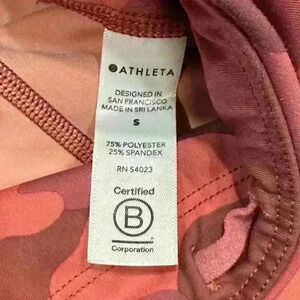 ATHLETA
DESIGNED IN
SAN FRANCISCO
MADE IN SRI LANKA
S
75% POLYESTER
25% SPANDEX
RN 54023
Certified
B
Corporation